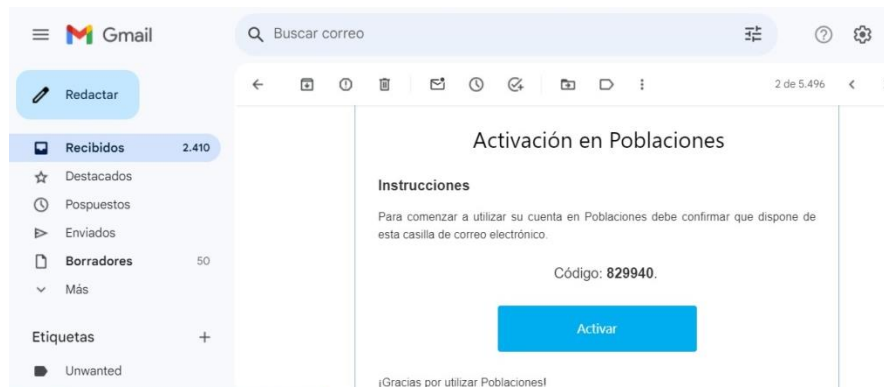 Gmail
Buscar correo
Redactar
2 de 5.496
Recibidos 2.410
Destacados
Pospuestos
Enviados
Borradores 50
Más
Etiquetas
Unwanted
Activación en Poblaciones
Instrucciones
Para comenzar a utilizar su cuenta en Poblaciones debe confirmar que dispone de
esta casilla de correo electrónico.
Código: 829940.
Activar
¡Gracias por utilizar Poblaciones!